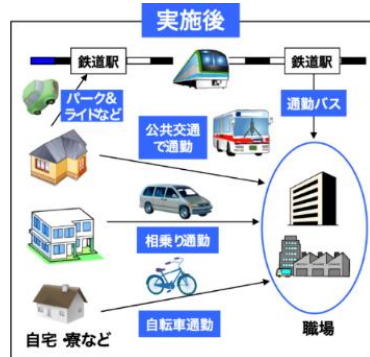 実施後
鉄道駅
鉄道駅
パーク&
ライドなど
公共交通
で通勤
通勤バス
相乗り通勤
自転車通勤
自宅・寮など
職場